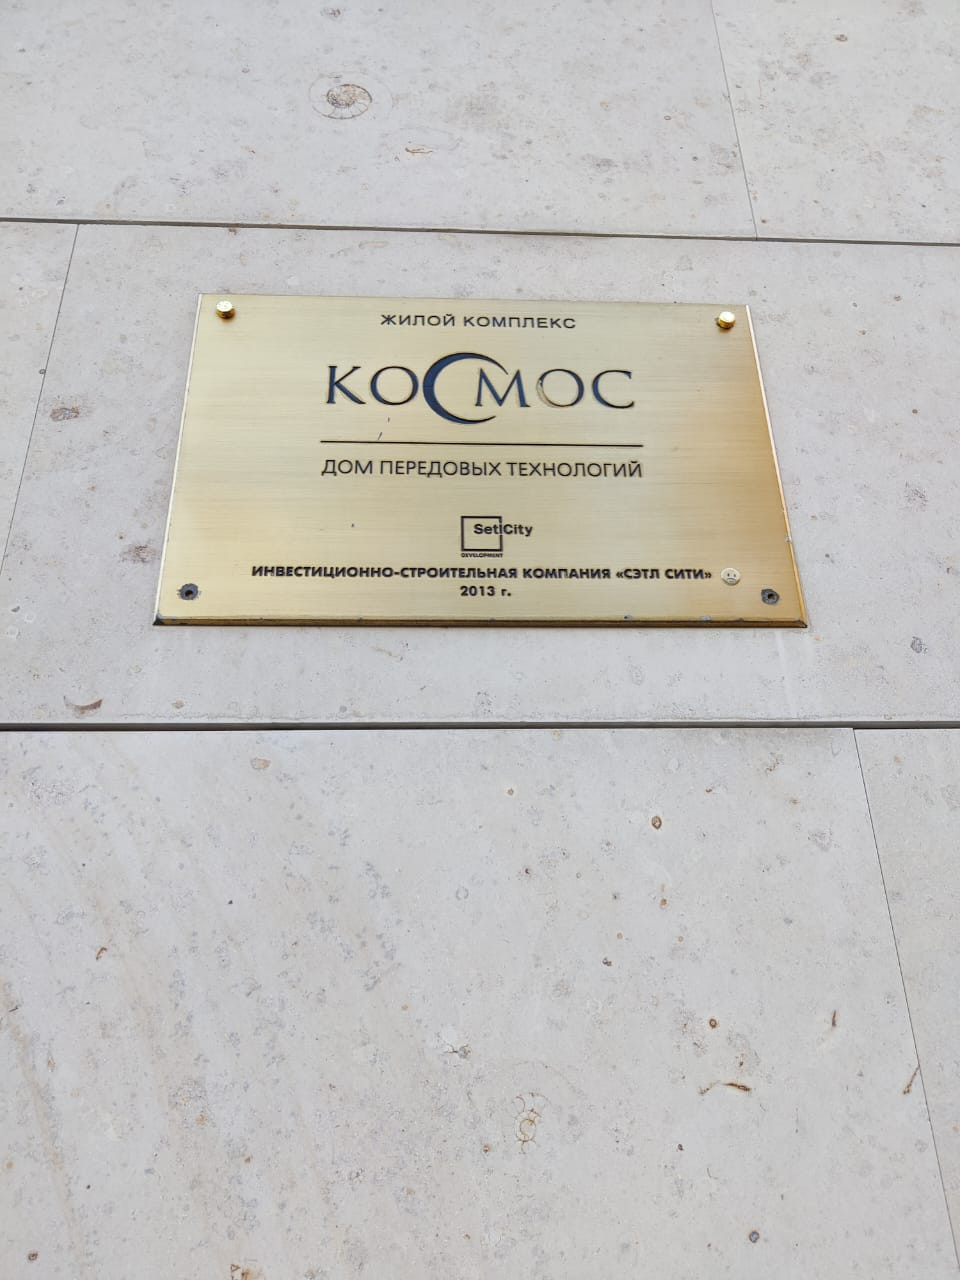 ЖИЛОЙ КОМПЛЕКС
КОСМОС
ДОМ ПЕРЕДОВЫХ ТЕХНОЛОГИЙ
SetlCity
DEVELOPMENT
ИНВЕСТИЦИОННО-СТРОИТЕЛЬНАЯ КОМПАНИЯ «СЭТЛ СИТИ»
2013 г.